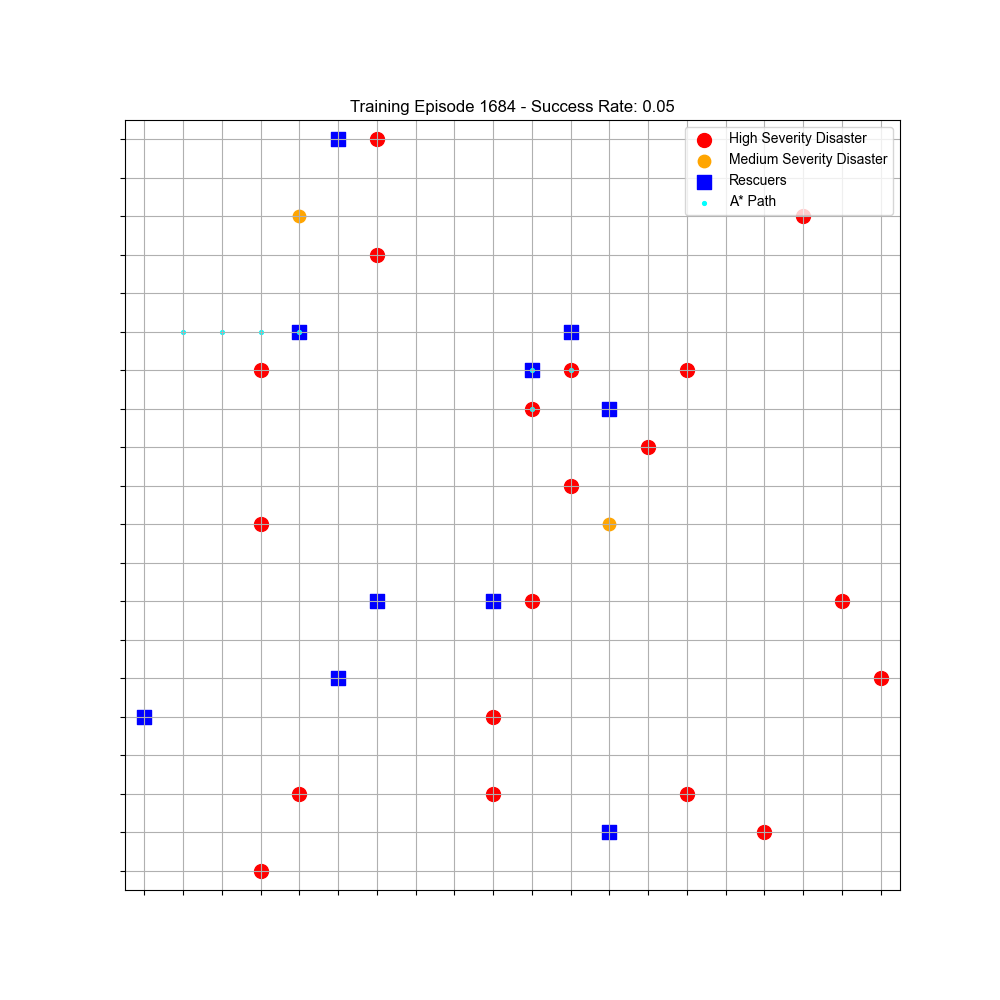 Training Episode 1684 - Success Rate: 0.05
High Severity Disaster
Medium Severity Disaster
Rescuers
A* Path